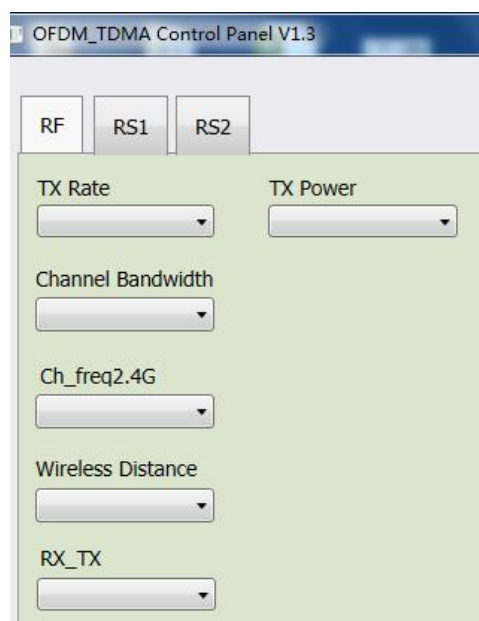 OFDM_TDMA Control Panel V1.3
RF RS1 RS2
TX Rate TX Power
Channel Bandwidth
Ch_freq2.4G
Wireless Distance
RX_TX